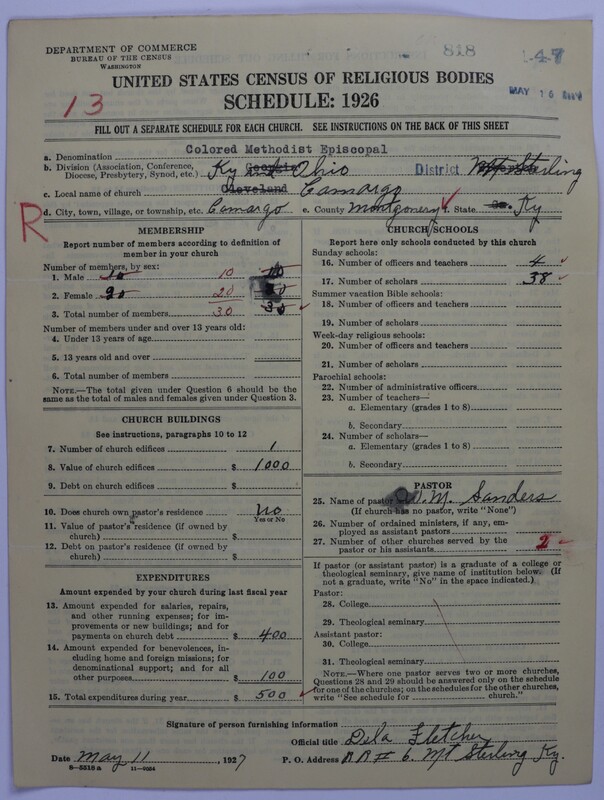 DEPARTMENT OF COMMERCE
BUREAU OF THE CENSUS
WASHINGTON
818
47
MAY 16
13
UNITED STATES CENSUS OF RELIGIOUS BODIES
SCHEDULE: 1926
FILL OUT A SEPARATE SCHEDULE FOR EACH CHURCH. SEE INSTRUCTIONS ON THE BACK OF THIS SHEET
a. Denomination Colored Methodist Episcopal
b. Division (Association, Conference, Diocese, Presbytery, Synod, etc.) Ky Ohio District Mt Sterling
c. Local name of church Cleveland Camargo
d. City, town, village, or township, etc. Camargo e. County Montgomery f. State Ky
R
MEMBERSHIP
Report number of members according to definition of member in your church
Number of members, by sex:
1. Male 10 10 10
2. Female 20 20 20
3. Total number of members 30 30
Number of members under and over 13 years old:
4. Under 13 years of age
5. 13 years old and over
6. Total number of members
NOTE.—The total given under Question 6 should be the same as the total of males and females given under Question 3.
CHURCH BUILDINGS
See instructions, paragraphs 10 to 12
7. Number of church edifices 1
8. Value of church edifices $ 1000
9. Debt on church edifices $
10. Does church own pastor's residence No
Yes or No
11. Value of pastor's residence (if owned by church) $
12. Debt on pastor's residence (if owned by church) $
EXPENDITURES
Amount expended by your church during last fiscal year
13. Amount expended for salaries, repairs, and other running expenses; for improvements or new buildings; and for payments on church debt $ 400
14. Amount expended for benevolences, including home and foreign missions; for denominational support; and for all other purposes $ 100
15. Total expenditures during year $ 500
CHURCH SCHOOLS
Report here only schools conducted by this church
Sunday schools:
16. Number of officers and teachers 4
17. Number of scholars 38
Summer vacation Bible schools:
18. Number of officers and teachers
19. Number of scholars
Week-day religious schools:
20. Number of officers and teachers
21. Number of scholars
Parochial schools:
22. Number of administrative officers
23. Number of teachers—
a. Elementary (grades 1 to 8)
b. Secondary
24. Number of scholars—
a. Elementary (grades 1 to 8)
b. Secondary
PASTOR
25. Name of pastor W. M. Sanders
(If church has no pastor, write "None")
26. Number of ordained ministers, if any, employed as assistant pastors
27. Number of other churches served by the pastor or his assistants 2
If pastor (or assistant pastor) is a graduate of a college or theological seminary, give name of institution below. (If not a graduate, write "No" in the space indicated.)
Pastor:
28. College
29. Theological seminary
Assistant pastor:
30. College
31. Theological seminary
NOTE.—Where one pastor serves two or more churches, Questions 28 and 29 should be answered only on the schedule for one of the churches; on the schedules for the other churches, write "See schedule for church."
Signature of person furnishing information
Official title Dela Fletcher
Date May 11, 1927 P. O. Address RR # 6. Mt Sterling Ky.
8—5318a 11—9034